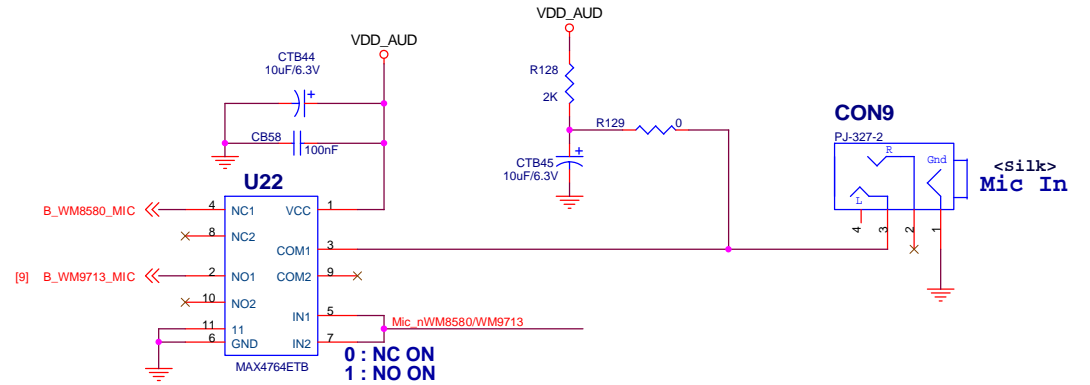 VDD_AUD
VDD_AUD
CTB44
10uF/6.3V
+
R128
2K
CB58
100nF
R129
0
CTB45
10uF/6.3V
+
CON9
PJ-327-2
R
Gnd
L
<Silk>
Mic In
4
3
2
1
U22
B_WM8580_MIC
4
NC1
VCC
1
8
NC2
COM1
3
[9]
B_WM9713_MIC
2
NO1
COM2
9
10
NO2
IN1
5
Mic_nWM8580/WM9713
11
11
6
GND
IN2
7
MAX4764ETB
0 : NC ON
1 : NO ON